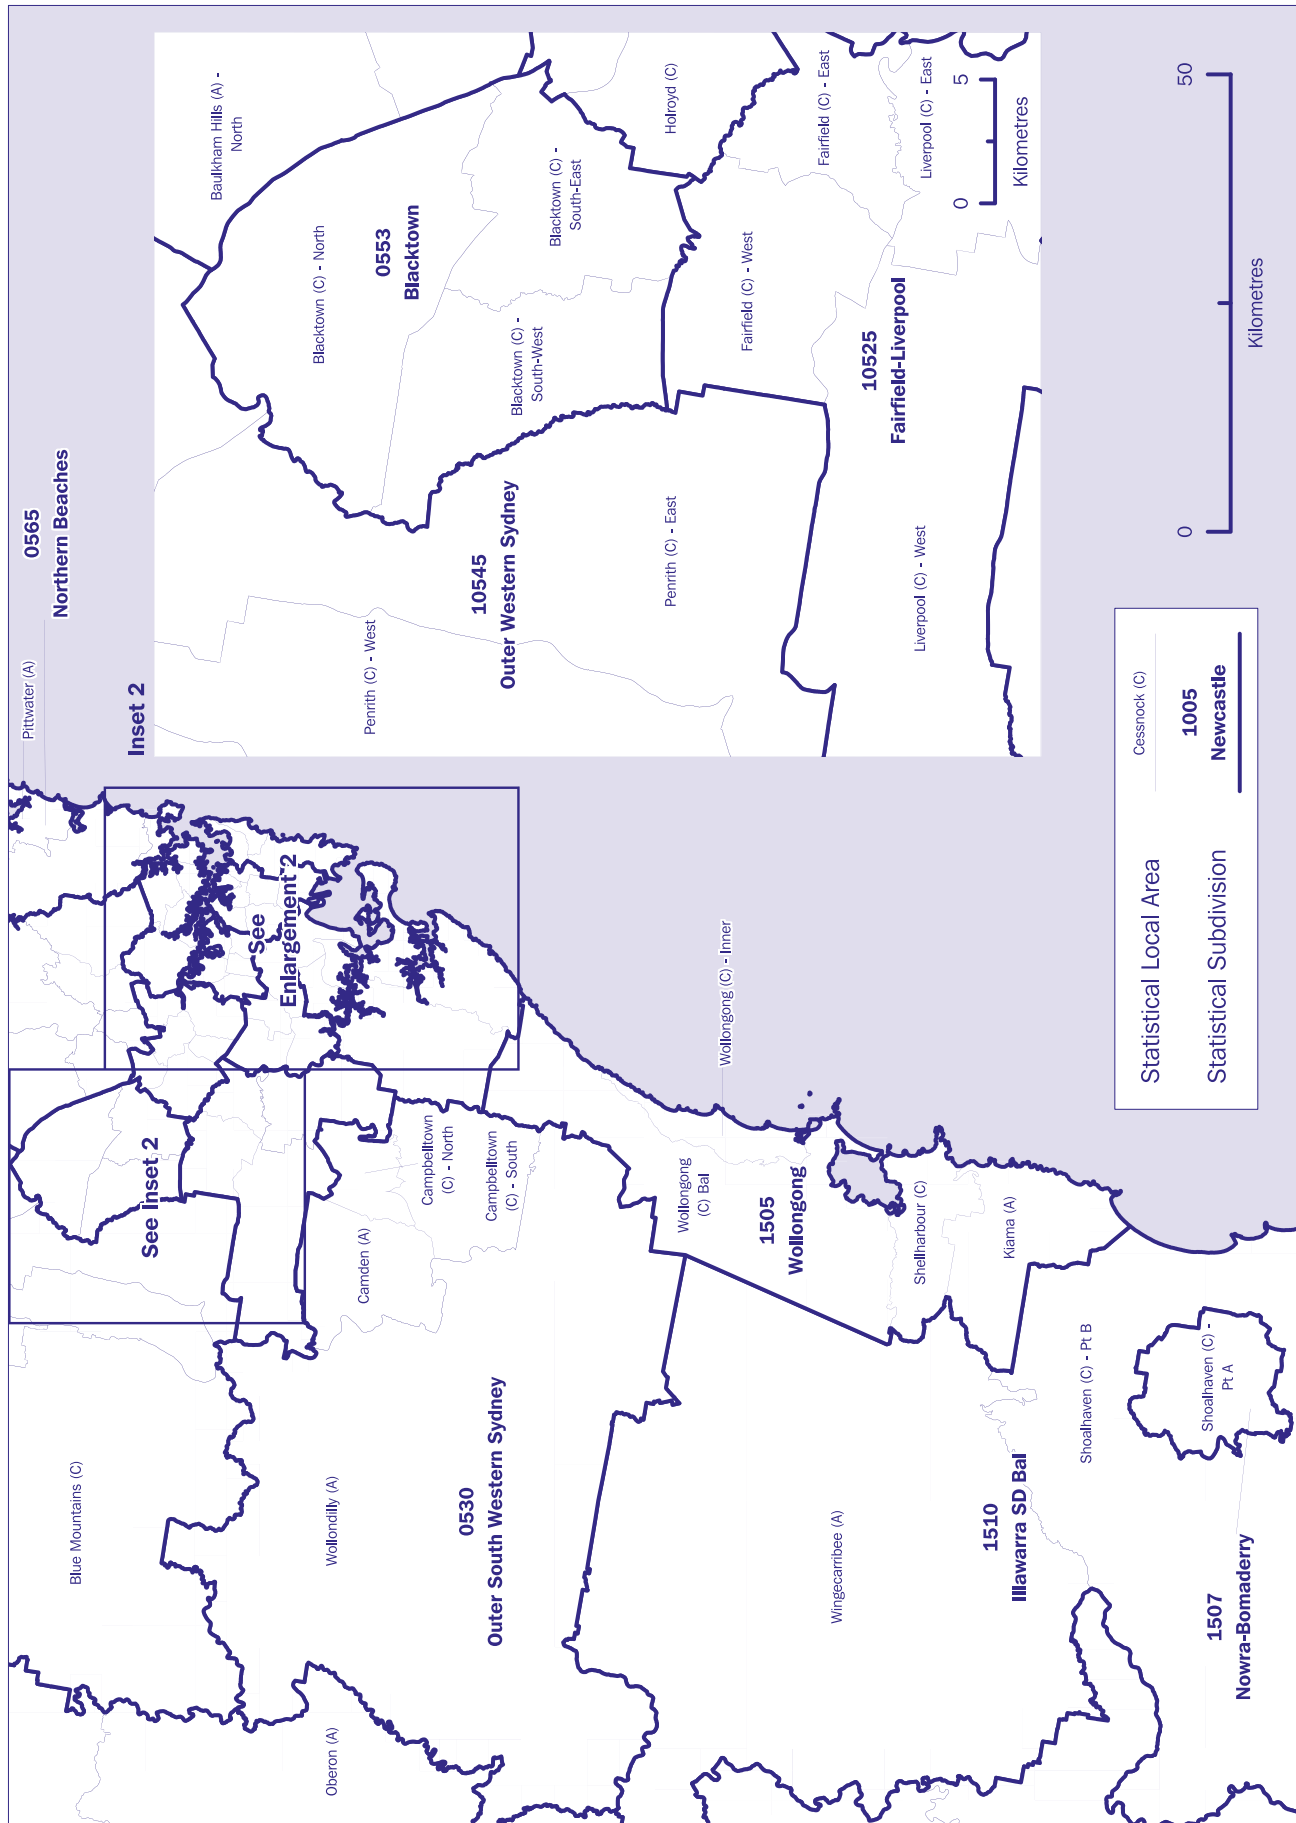 0565
Northern Beaches
Pittwater (A)
Inset 2
Baulkham Hills (A) -
North
Blacktown (C) - North
0553
Blacktown
Blacktown (C) -
South-East
Blacktown (C) -
South-West
Holroyd (C)
Fairfield (C) - East
Liverpool (C) - East
Fairfield (C) - West
10525
Fairfield-Liverpool
Liverpool (C) - West
10545
Outer Western Sydney
Penrith (C) - East
Penrith (C) - West
0
5
Kilometres
See
Enlargement 2
See Inset 2
Blue Mountains (C)
Wollondilly (A)
Oberon (A)
Camden (A)
Campbelltown
(C) - North
Campbelltown
(C) - South
0530
Outer South Western Sydney
Wollongong (C) - Inner
Wollongong
(C) Bal
1505
Wollongong
Shellharbour (C)
Kiama (A)
Wingecarribee (A)
1510
Illawarra SD Bal
Shoalhaven (C) - Pt B
Shoalhaven (C) -
Pt A
1507
Nowra-Bomaderry
Statistical Local Area
Cessnock (C)
Statistical Subdivision
1005
Newcastle
0
50
Kilometres